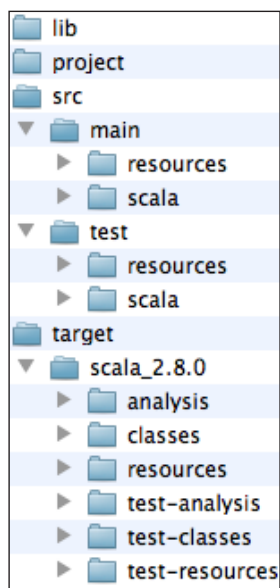 lib
project
src
main
resources
scala
test
resources
scala
target
scala_2.8.0
analysis
classes
resources
test-analysis
test-classes
test-resources